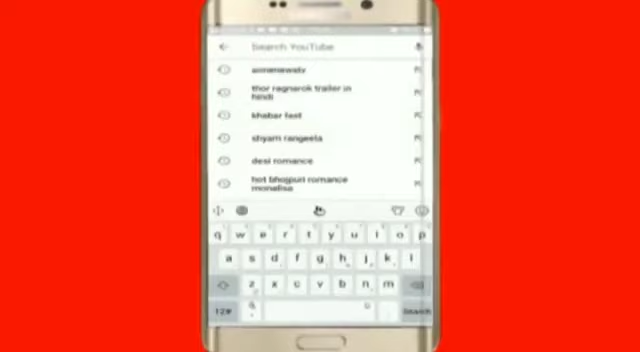 Search YouTube
thor ragnarok trailer in
hindi
khabar fast
shyam rangeela
desi romance
hot bhojpuri romance
monalisa
q w e r t y u i o p
a s d f g h j k l
z x c v b n m
12#
Search